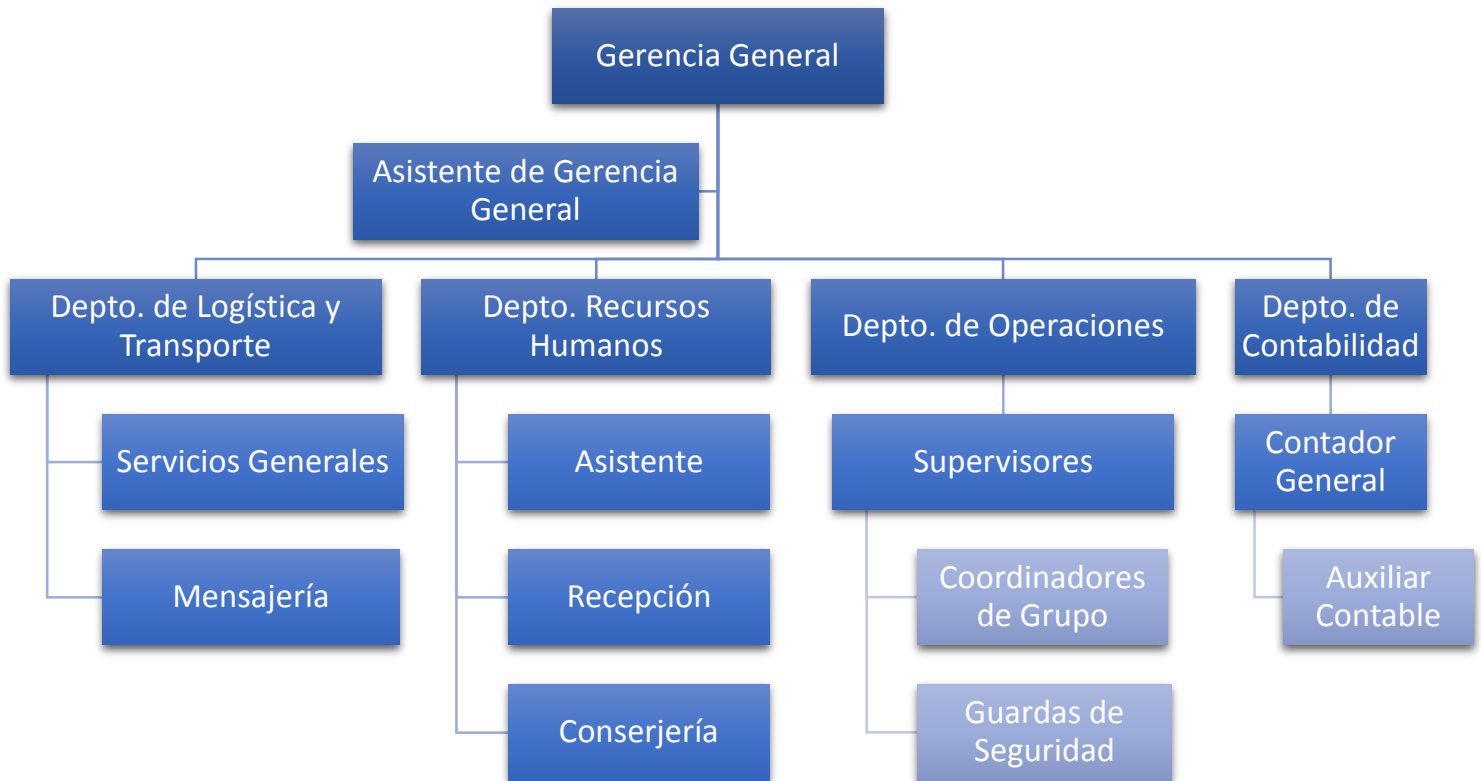 Gerencia General
Asistente de Gerencia
General
Depto. de Logística y
Transporte
Depto. Recursos
Humanos
Depto. de Operaciones
Depto. de
Contabilidad
Servicios Generales
Asistente
Supervisores
Contador
General
Mensajería
Recepción
Coordinadores
de Grupo
Auxiliar
Contable
Conserjería
Guardas de
Seguridad